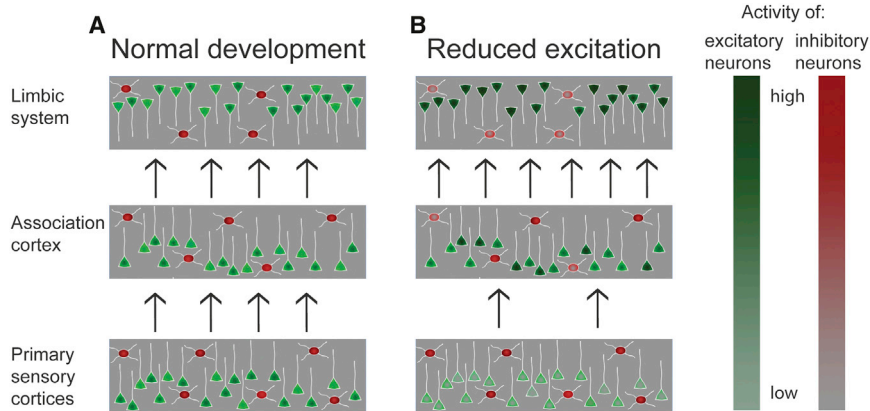 A
B
Activity of:
Normal development
Reduced excitation
excitatory
neurons
inhibitory
neurons
Limbic
system
high
Association
cortex
Primary
sensory
cortices
low